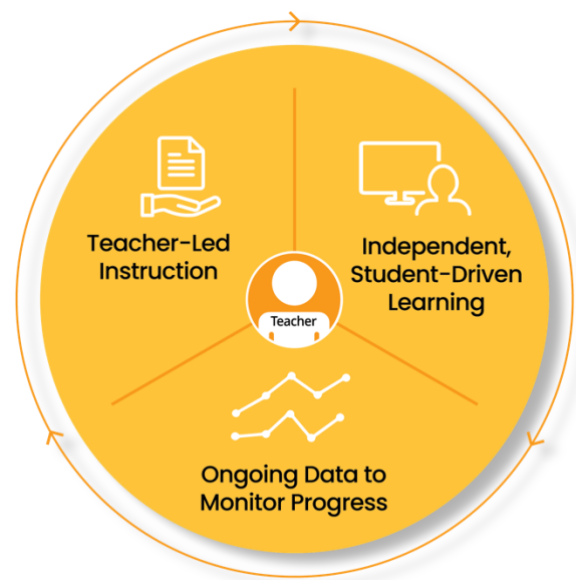 Teacher-Led
Instruction
Independent,
Student-Driven
Learning
Teacher
Ongoing Data to
Monitor Progress